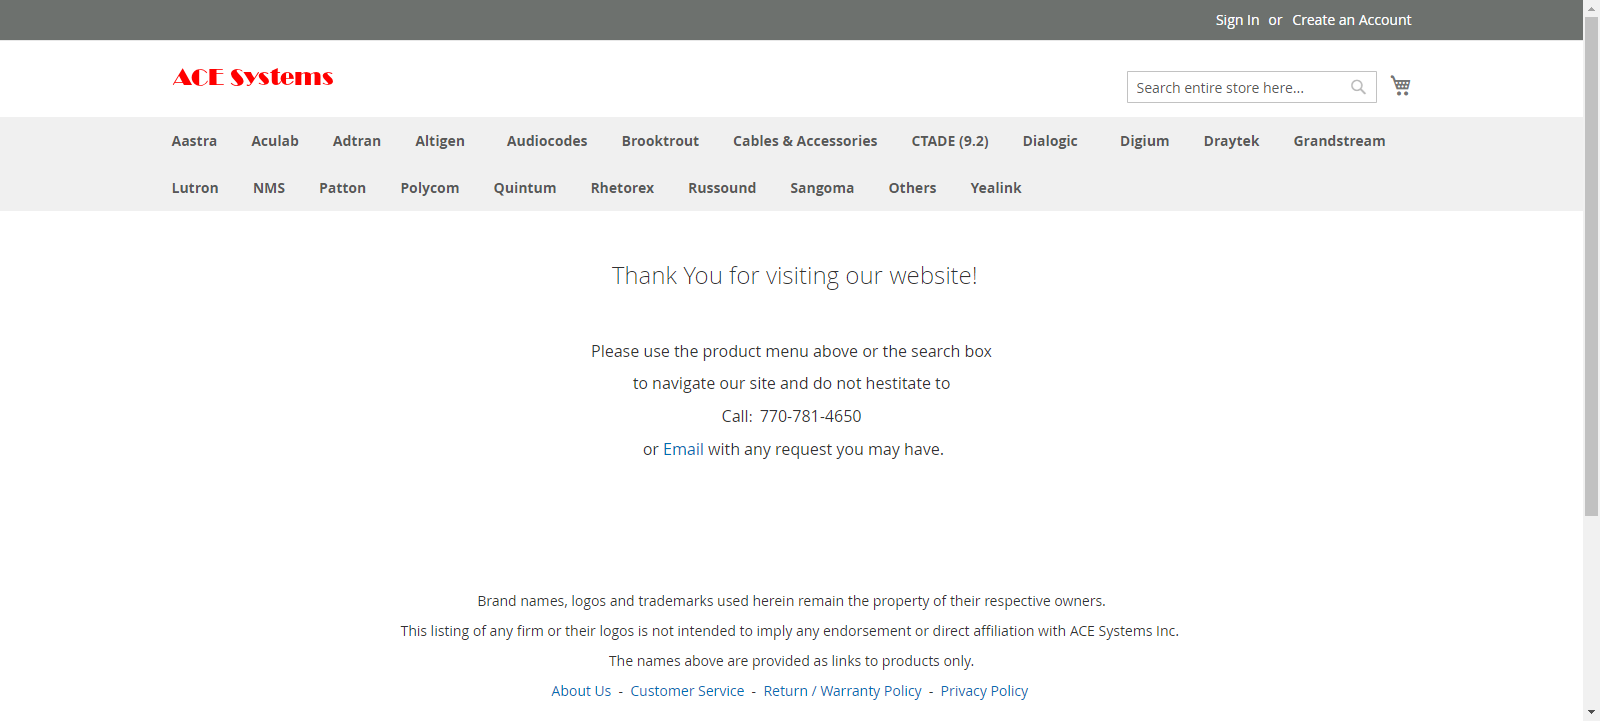 Sign In or Create an Account
ACE Systems
Search entire store here...
Aastra Aculab Adtran Altigen Audiocodes Brooktrout Cables & Accessories CTADE (9.2) Dialogic Digium Draytek Grandstream
Lutron NMS Patton Polycom Quintum Rhetorex Russound Sangoma Others Yealink
Thank You for visiting our website!
Please use the product menu above or the search box
to navigate our site and do not hestitate to
Call: 770-781-4650
or Email with any request you may have.
Brand names, logos and trademarks used herein remain the property of their respective owners.
This listing of any firm or their logos is not intended to imply any endorsement or direct affiliation with ACE Systems Inc.
The names above are provided as links to products only.
About Us - Customer Service - Return / Warranty Policy - Privacy Policy